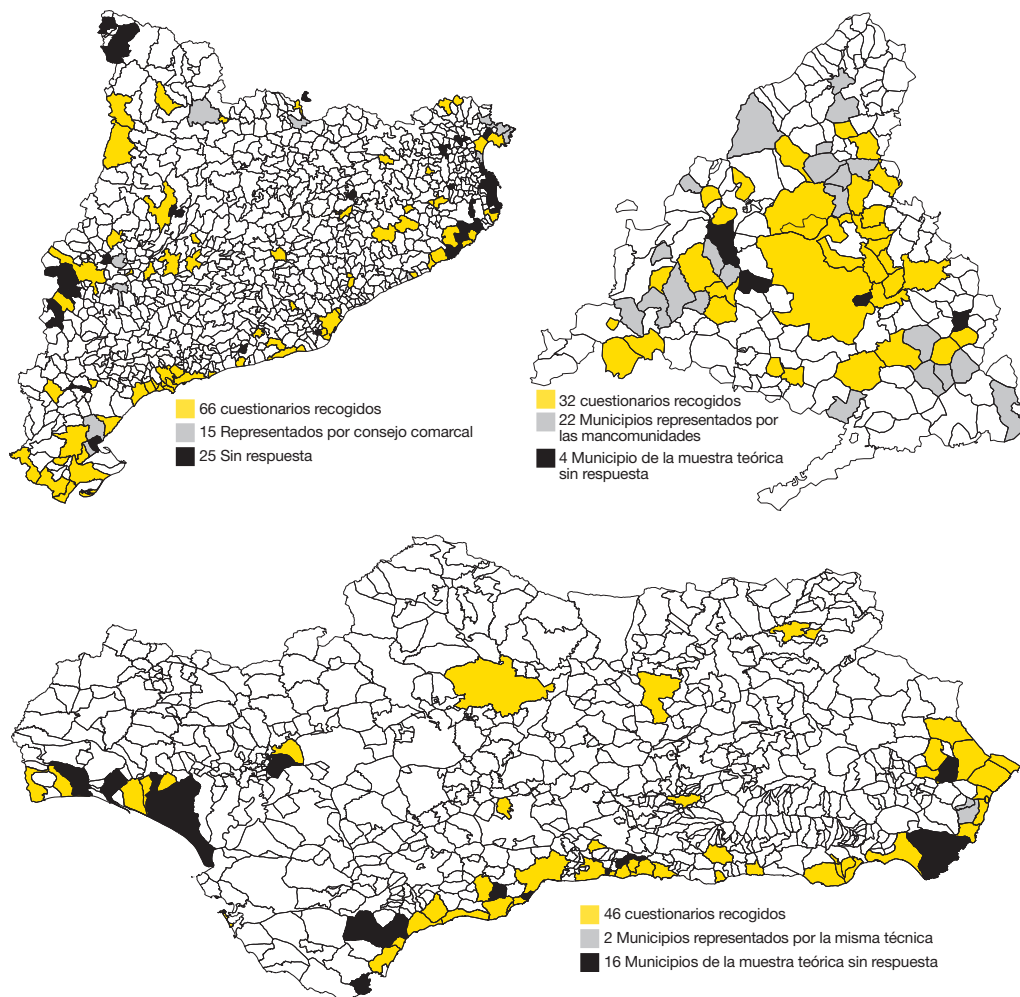 66 cuestionarios recogidos
15 Representados por consejo comarcal
25 Sin respuesta
32 cuestionarios recogidos
22 Municipios representados por
las mancomunidades
4 Municipio de la muestra teórica
sin respuesta
46 cuestionarios recogidos
2 Municipios representados por la misma técnica
16 Municipios de la muestra teórica sin respuesta